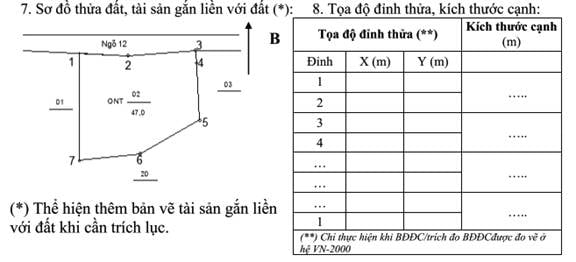 7. Sơ đồ thửa đất, tài sản gắn liền với đất (*):
Ngõ 12
3
B
1
2
4
03
01
ONT 02
47,0
5
7
6
20
(*) Thể hiện thêm bản vẽ tài sản gắn liền
với đất khi cần trích lục.
8. Tọa độ đỉnh thửa, kích thước cạnh:
Tọa độ đỉnh thửa (**)
Kích thước cạnh
(m)
Đỉnh X (m) Y (m)
1
.....
2
3
.....
4
...
.....
...
...
.....
1
(**) Chỉ thực hiện khi BĐĐC/trích đo BĐĐCđược đo vẽ ở
hệ VN-2000